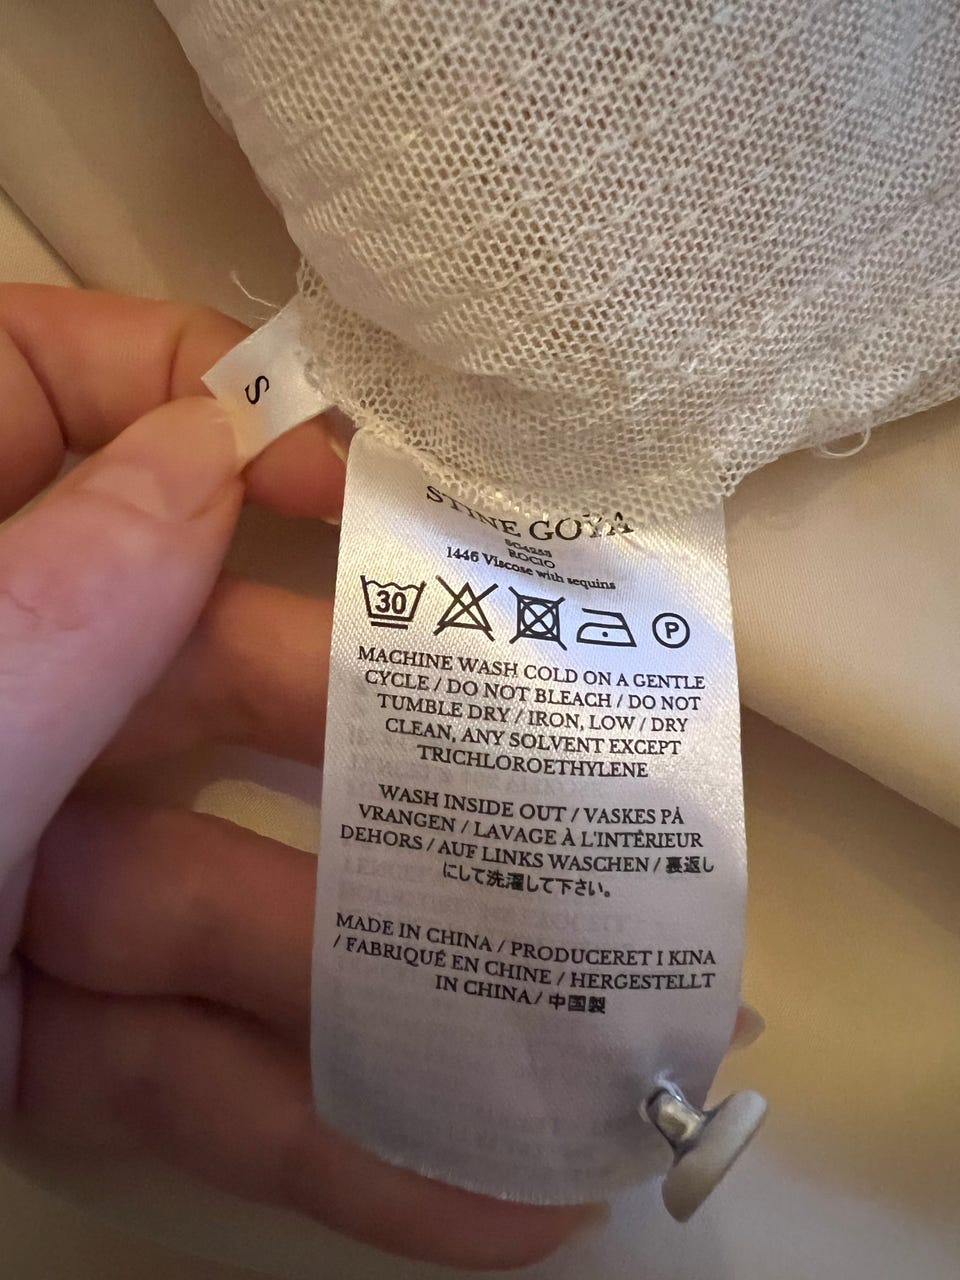 S
STINE GOYA
SG4253
ROCIO
1446 Viscose with sequins
30
P
MACHINE WASH COLD ON A GENTLE
CYCLE / DO NOT BLEACH / DO NOT
TUMBLE DRY / IRON, LOW / DRY
CLEAN, ANY SOLVENT EXCEPT
TRICHLOROETHYLENE
WASH INSIDE OUT / VASKES PÅ
VRANGEN / LAVAGE À L'INTÉRIEUR
DEHORS / AUF LINKS WASCHEN / 裏返し
にして洗濯して下さい。
MADE IN CHINA / PRODUCERET I KINA
/ FABRIQUÉ EN CHINE / HERGESTELLT
IN CHINA/ 中国製